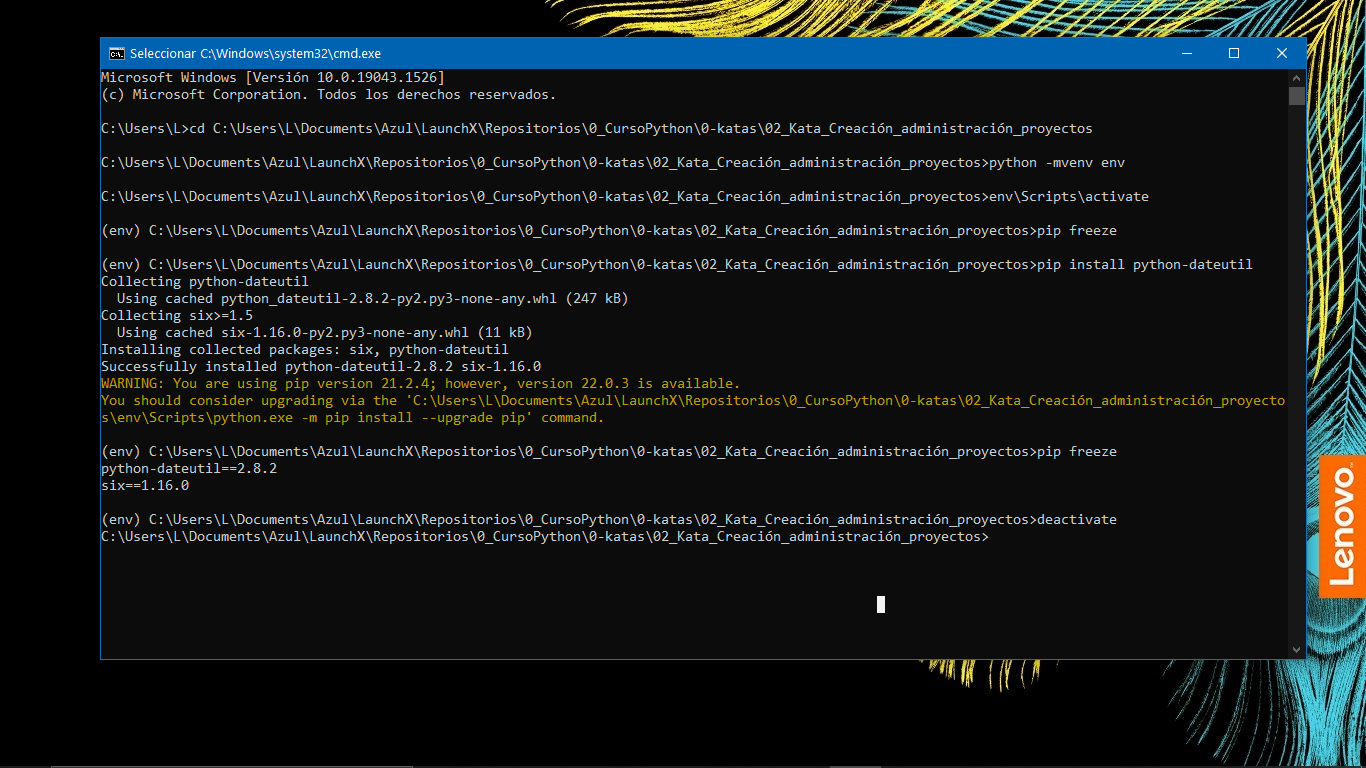 Seleccionar C:\Windows\system32\cmd.exe
Microsoft Windows [Versión 10.0.19043.1526]
(c) Microsoft Corporation. Todos los derechos reservados.
C:\Users\L>cd C:\Users\L\Documents\Azul\LaunchX\Repositorios\0_CursoPython\0-katas\02_Kata_Creación_administración_proyectos
C:\Users\L\Documents\Azul\LaunchX\Repositorios\0_CursoPython\0-katas\02_Kata_Creación_administración_proyectos>python -mvenv env
C:\Users\L\Documents\Azul\LaunchX\Repositorios\0_CursoPython\0-katas\02_Kata_Creación_administración_proyectos>env\Scripts\activate
(env) C:\Users\L\Documents\Azul\LaunchX\Repositorios\0_CursoPython\0-katas\02_Kata_Creación_administración_proyectos>pip freeze
(env) C:\Users\L\Documents\Azul\LaunchX\Repositorios\0_CursoPython\0-katas\02_Kata_Creación_administración_proyectos>pip install python-dateutil
Collecting python-dateutil
  Using cached python_dateutil-2.8.2-py2.py3-none-any.whl (247 kB)
Collecting six>=1.5
  Using cached six-1.16.0-py2.py3-none-any.whl (11 kB)
Installing collected packages: six, python-dateutil
Successfully installed python-dateutil-2.8.2 six-1.16.0
WARNING: You are using pip version 21.2.4; however, version 22.0.3 is available.
You should consider upgrading via the 'C:\Users\L\Documents\Azul\LaunchX\Repositorios\0_CursoPython\0-katas\02_Kata_Creación_administración_proyecto
s\env\Scripts\python.exe -m pip install --upgrade pip' command.
(env) C:\Users\L\Documents\Azul\LaunchX\Repositorios\0_CursoPython\0-katas\02_Kata_Creación_administración_proyectos>pip freeze
python-dateutil==2.8.2
six==1.16.0
(env) C:\Users\L\Documents\Azul\LaunchX\Repositorios\0_CursoPython\0-katas\02_Kata_Creación_administración_proyectos>deactivate
C:\Users\L\Documents\Azul\LaunchX\Repositorios\0_CursoPython\0-katas\02_Kata_Creación_administración_proyectos>
Lenovo